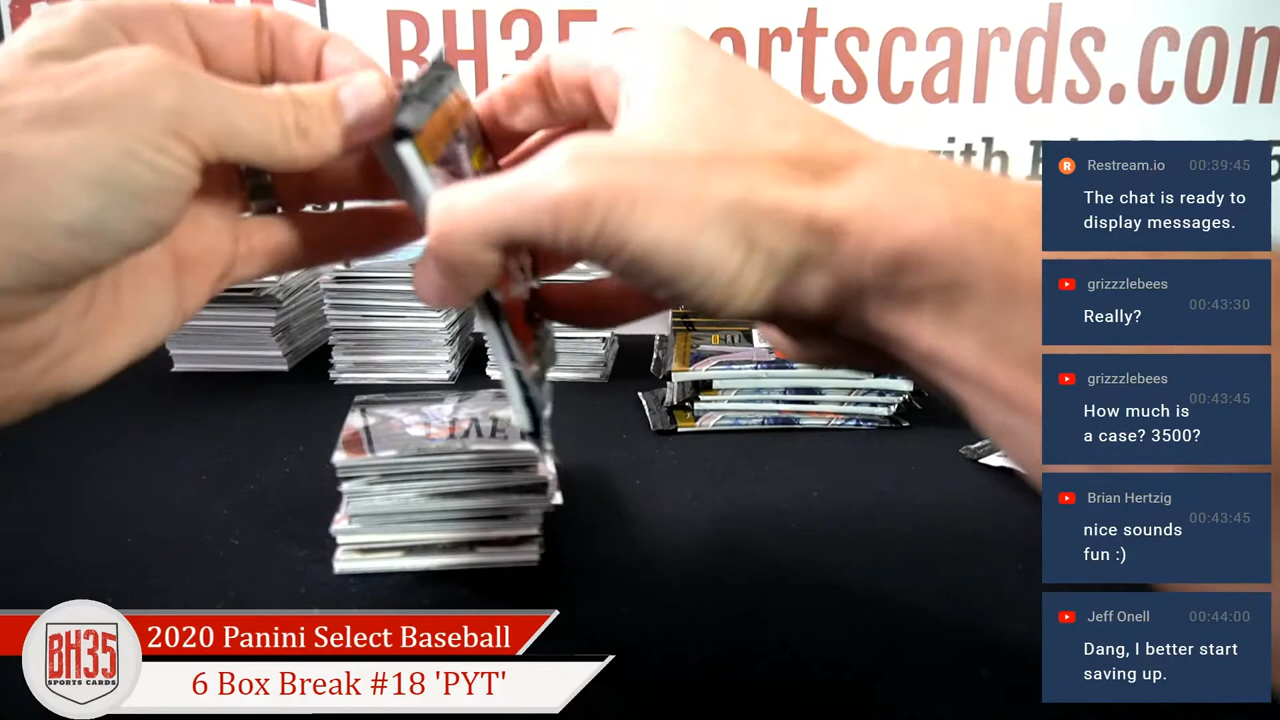 BH35sportscards.com
with
Restream.io 00:39:45
The chat is ready to
display messages.
grizzzlebees
00:43:30
Really?
grizzzlebees
00:43:45
How much is
a case? 3500?
Brian Hertzig
00:43:45
nice sounds
fun :)
Jeff Onell 00:44:00
Dang, I better start
saving up.
BH35
SPORTS CARDS
2020 Panini Select Baseball
6 Box Break #18 'PYT'